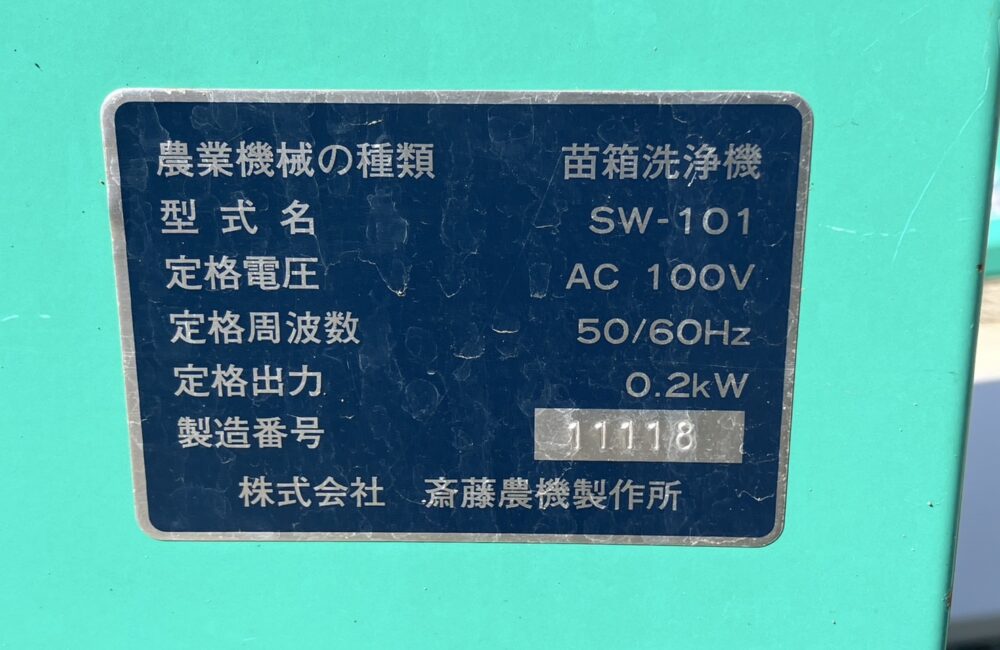 農業機械の種類 苗箱洗浄機
型式名 SW-101
定格電圧 AC 100V
定格周波数 50/60Hz
定格出力 0.2kW
製造番号 11118
株式会社 斎藤農機製作所